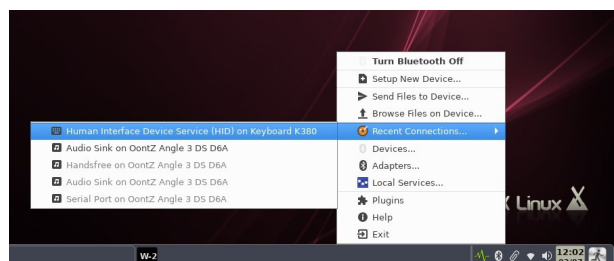 Turn Bluetooth Off
Setup New Device...
Send Files to Device...
Browse Files on Device...
Recent Connections...
Human Interface Device Service (HID) on Keyboard K380
Audio Sink on OontZ Angle 3 DS D6A
Handsfree on OontZ Angle 3 DS D6A
Audio Sink on OontZ Angle 3 DS D6A
Serial Port on OontZ Angle 3 DS D6A
Devices...
Adapters...
Local Services...
Plugins
Help
Exit
Linux
W-2
12:02